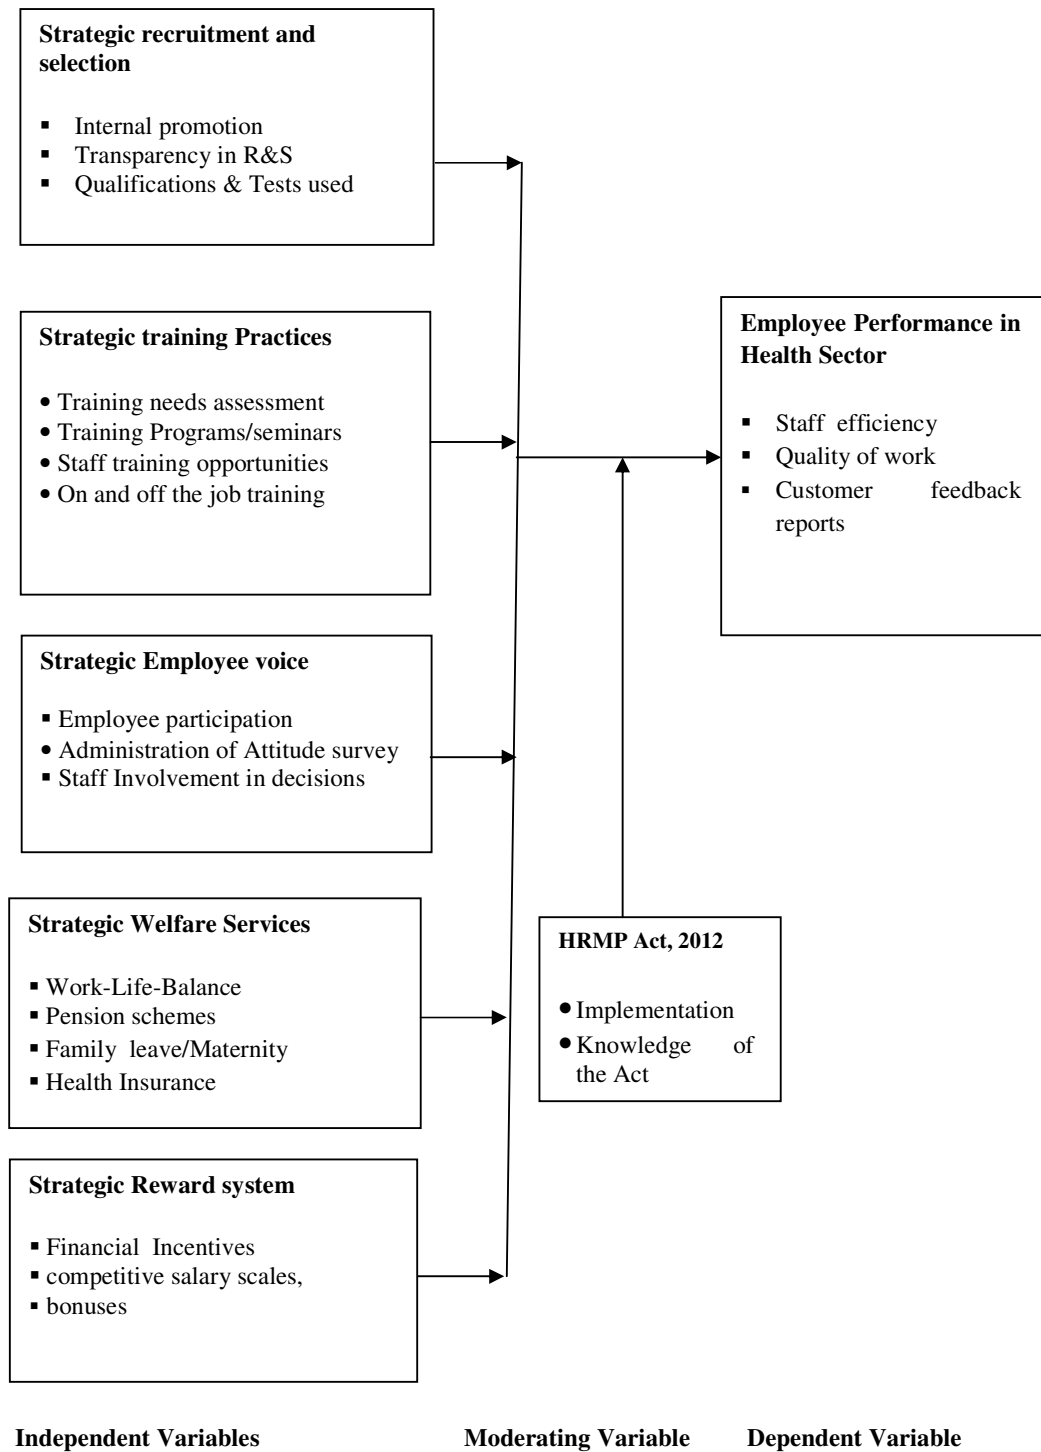 Strategic recruitment and
selection
▪ Internal promotion
▪ Transparency in R&S
▪ Qualifications & Tests used
Strategic training Practices
● Training needs assessment
● Training Programs/seminars
● Staff training opportunities
● On and off the job training
Employee Performance in
Health Sector
▪ Staff efficiency
▪ Quality of work
▪ Customer feedback
reports
Strategic Employee voice
▪ Employee participation
● Administration of Attitude survey
▪ Staff Involvement in decisions
Strategic Welfare Services
▪ Work-Life-Balance
▪ Pension schemes
▪ Family leave/Maternity
▪ Health Insurance
HRMP Act, 2012
● Implementation
● Knowledge of
the Act
Strategic Reward system
▪ Financial Incentives
▪ competitive salary scales,
▪ bonuses
Independent Variables
Moderating Variable
Dependent Variable